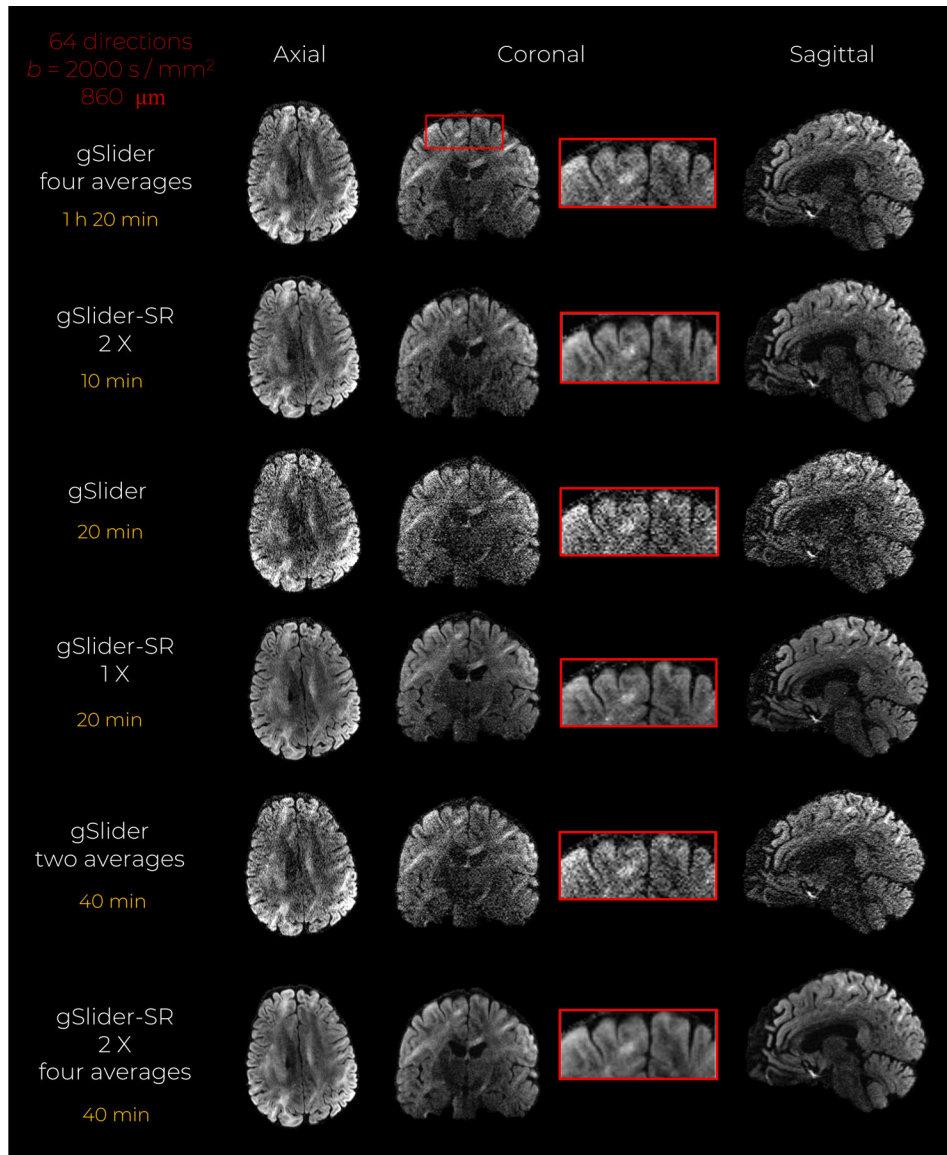 64 directions
b = 2000 s / mm²
860 μm
Axial
Coronal
Sagittal
gSlider
four averages
1 h 20 min
gSlider-SR
2 X
10 min
gSlider
20 min
gSlider-SR
1 X
20 min
gSlider
two averages
40 min
gSlider-SR
2 X
four averages
40 min